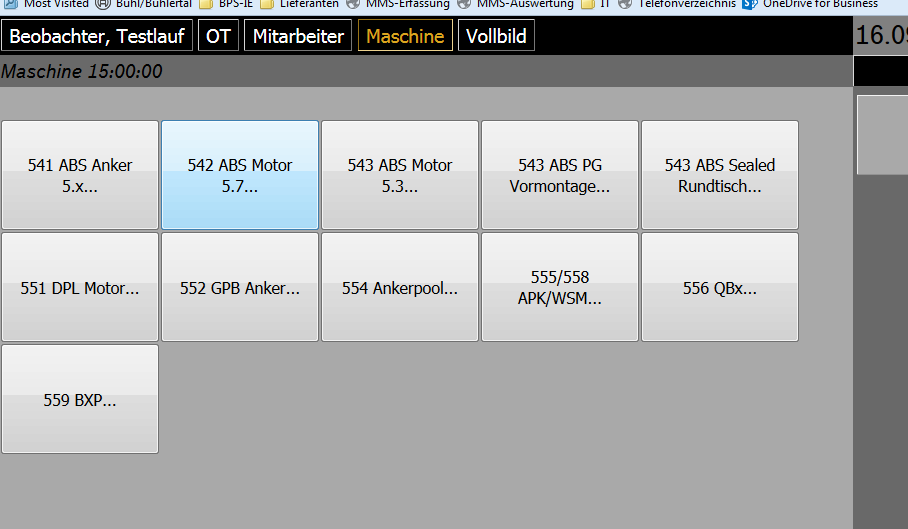 Most Visited Bühl/Bühlertal BPS-IE Lieferanten MMS-Erfassung MMS-Auswertung IT Telefonverzeichnis OneDrive for Business
Beobachter, Testlauf OT Mitarbeiter Maschine Vollbild
16.09
Maschine 15:00:00
541 ABS Anker
5.x...
542 ABS Motor
5.7...
543 ABS Motor
5.3...
543 ABS PG
Vormontage...
543 ABS Sealed
Rundtisch...
551 DPL Motor...
552 GPB Anker...
554 Ankerpool...
555/558
APK/WSM...
556 QBx...
559 BXP...